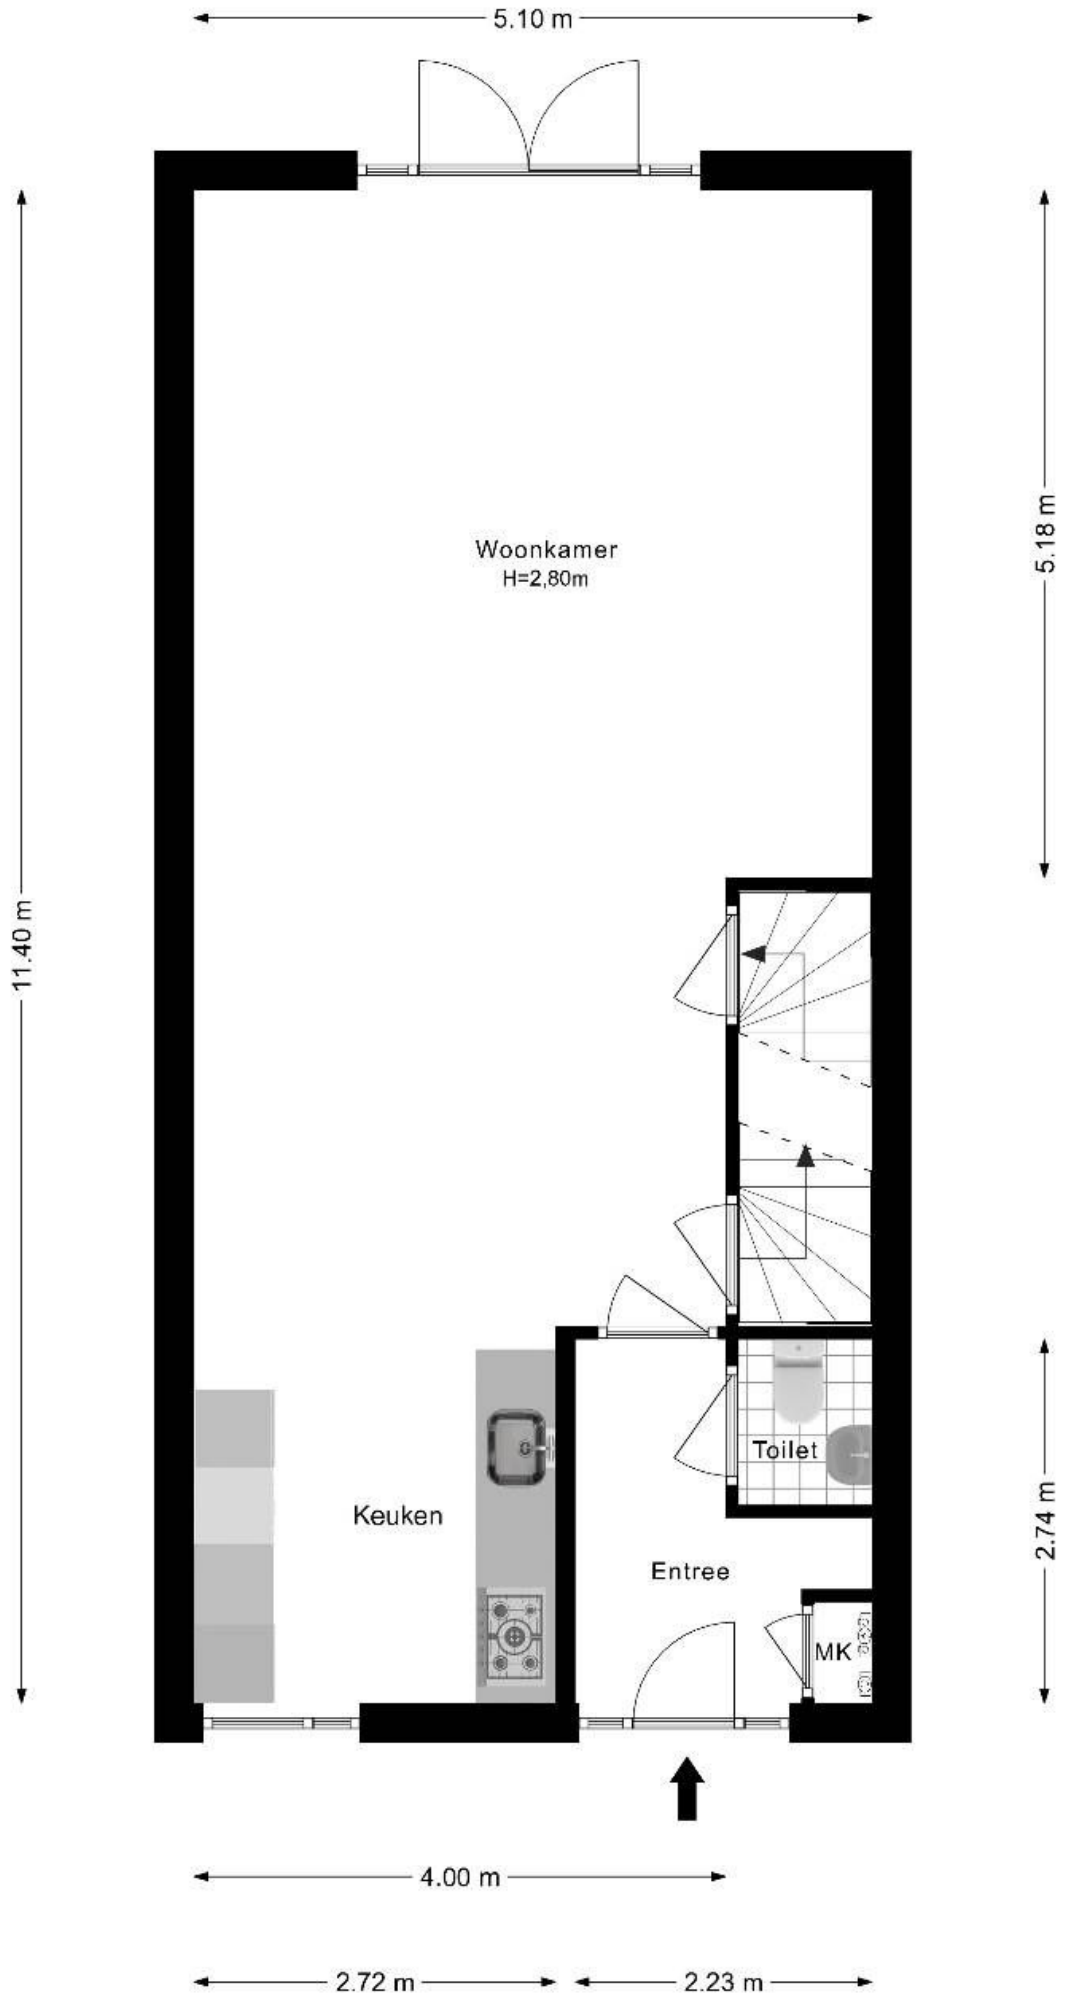 5.10 m
Woonkamer
H=2,80m
5.18 m
11.40 m
Keuken
Toilet
Entree
MK
2.74 m
4.00 m
2.72 m
2.23 m